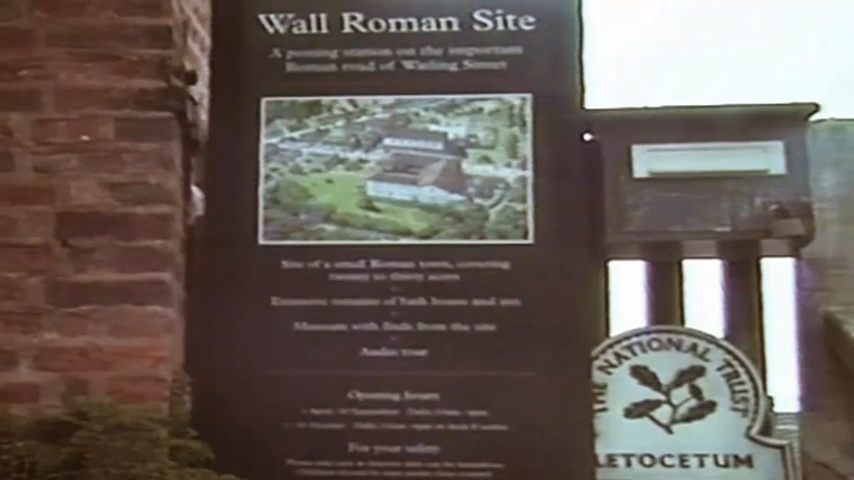 Wall Roman Site
A posting station on the important
Roman road of Watling Street
Site of a small Roman town, covering
twenty to thirty acres
Extensive remains of bath house and inn
Museum with finds from the site
Audio tour
Opening hours
For your safety
THE NATIONAL TRUST
LETOCETUM